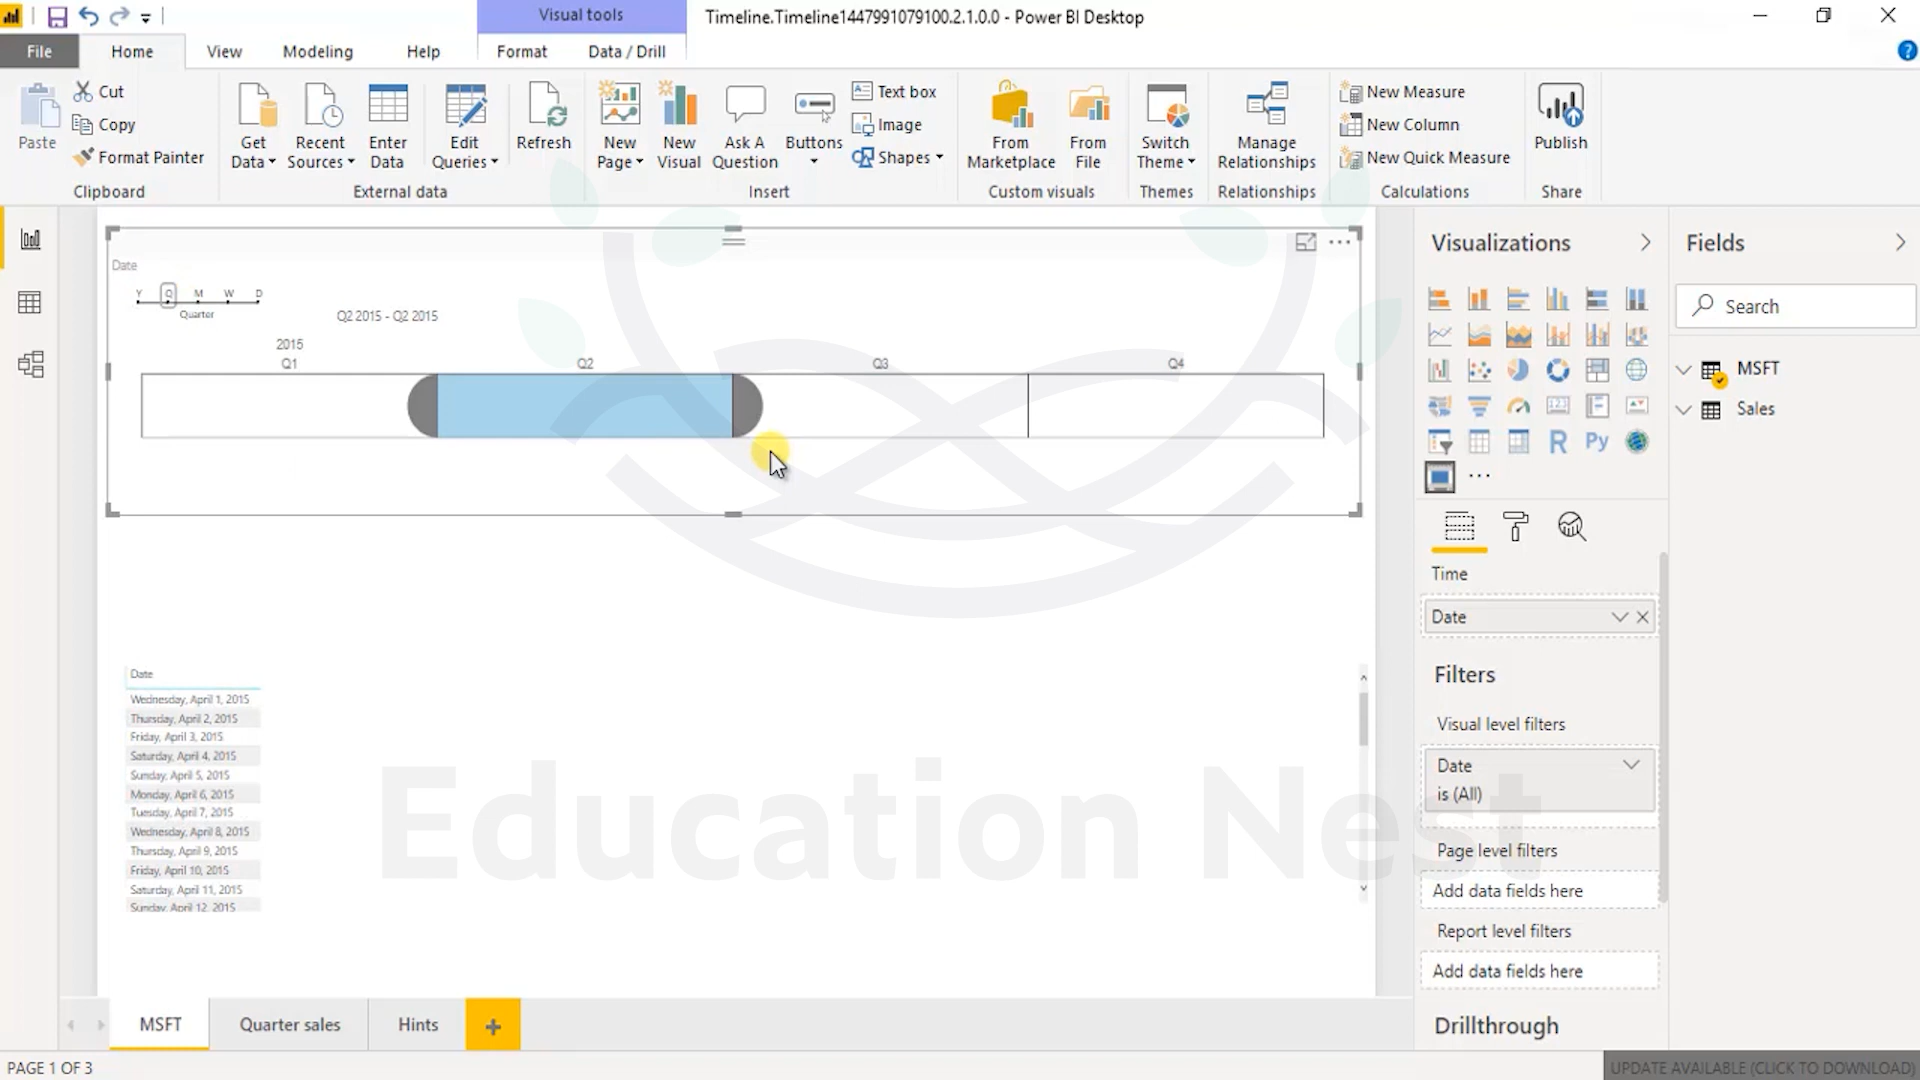 Visual tools
Timeline.Timeline1447991079100.2.1.0.0 - Power BI Desktop
File
Home
View
Modeling
Help
Format
Data / Drill
Paste
Cut
Copy
Format Painter
Clipboard
Get Data
Recent Sources
Enter Data
Edit Queries
External data
Refresh
New Page
New Visual
Ask A Question
Buttons
Text box
Image
Shapes
Insert
From Marketplace
From File
Custom visuals
Switch Theme
Themes
Manage Relationships
Relationships
New Measure
New Column
New Quick Measure
Calculations
Publish
Share
Date
Y Q M W D
Quarter
Q2 2015 - Q2 2015
2015
Q1 Q2 Q3 Q4
Date
Wednesday, April 1, 2015
Thursday, April 2, 2015
Friday, April 3, 2015
Saturday, April 4, 2015
Sunday, April 5, 2015
Monday, April 6, 2015
Tuesday, April 7, 2015
Wednesday, April 8, 2015
Thursday, April 9, 2015
Friday, April 10, 2015
Saturday, April 11, 2015
Sunday, April 12, 2015
Education Nest
Visualizations
R
Py
123
Time
Date
Filters
Visual level filters
Date
is (All)
Page level filters
Add data fields here
Report level filters
Add data fields here
Drillthrough
Fields
Search
MSFT
Sales
MSFT
Quarter sales
Hints
PAGE 1 OF 3
UPDATE AVAILABLE (CLICK TO DOWNLOAD)